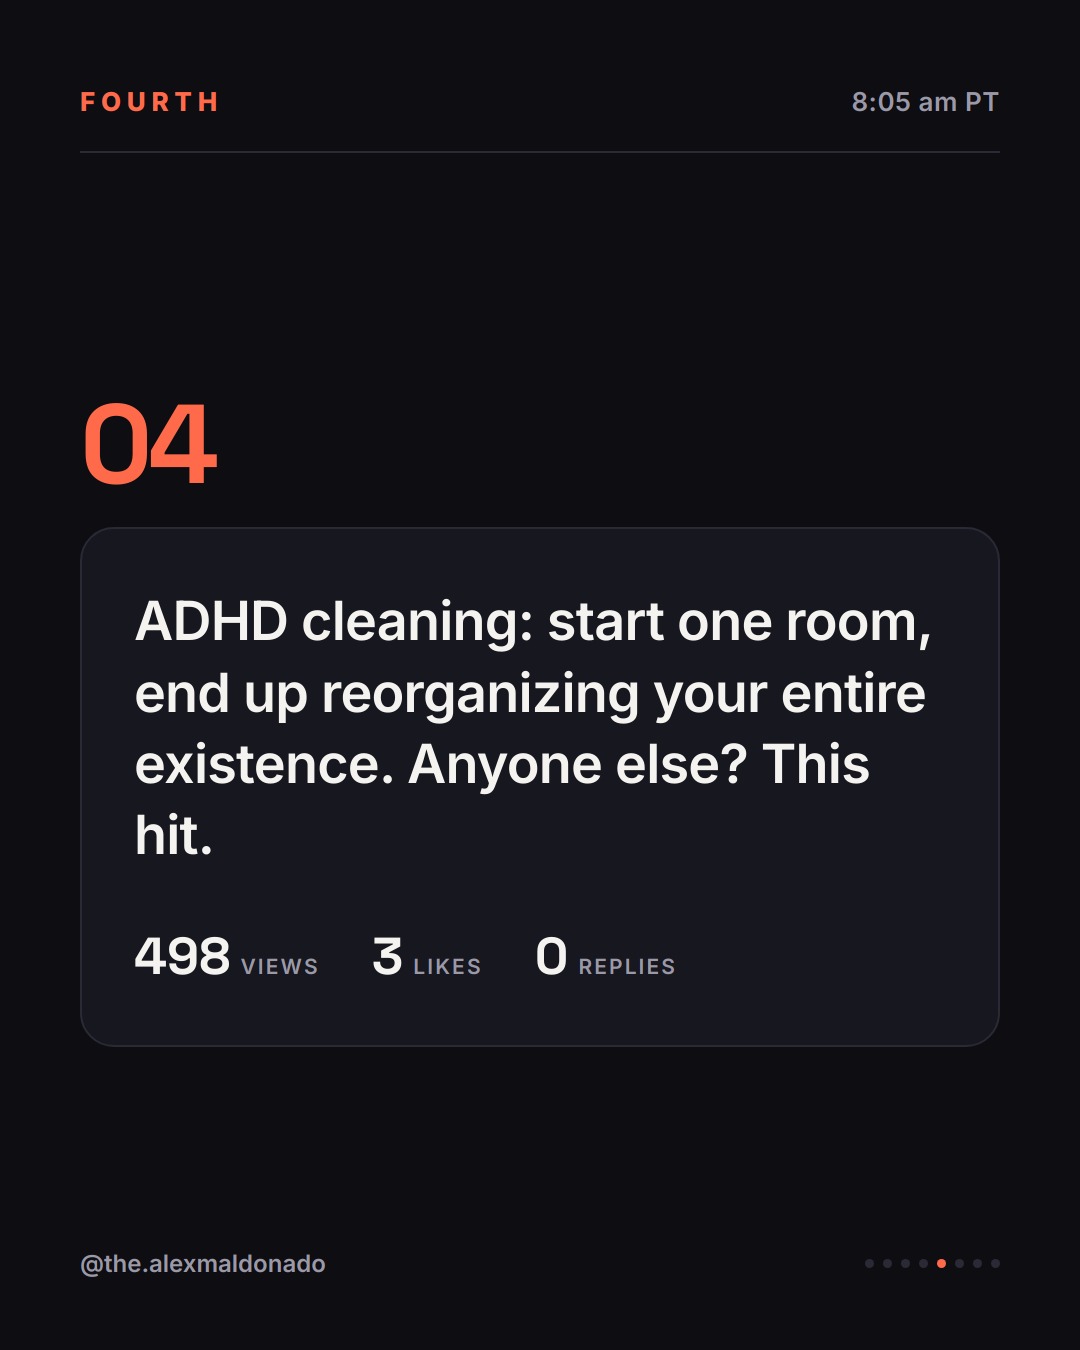 FOURTH
8:05 am PT
04
ADHD cleaning: start one room,
end up reorganizing your entire
existence. Anyone else? This
hit.
498 VIEWS 3 LIKES 0 REPLIES
@the.alexmaldonado